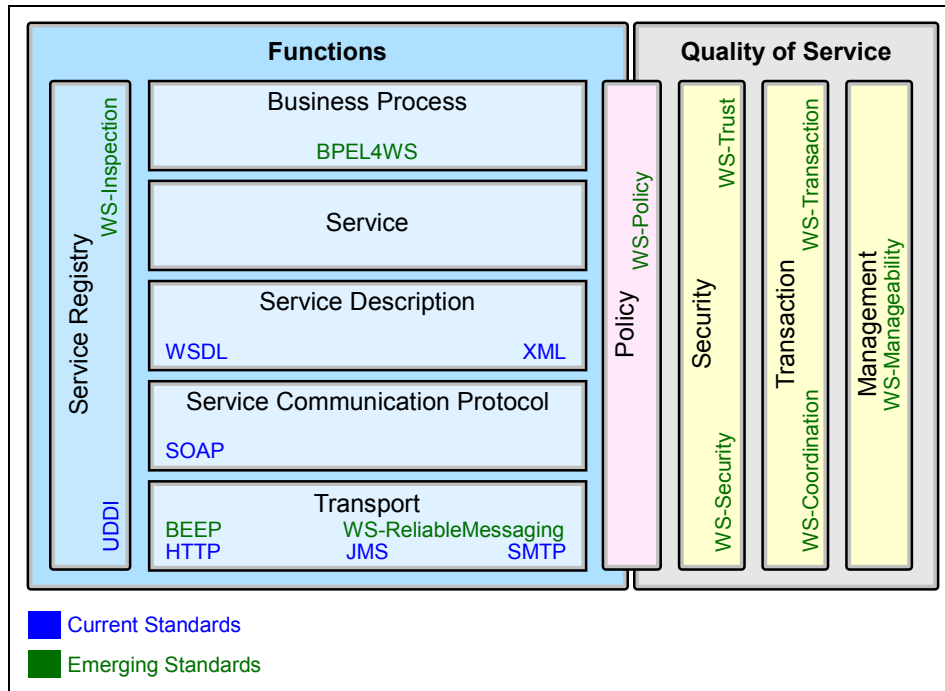 Functions
Quality of Service
Service Registry
WS-Inspection
UDDI
Business Process
BPEL4WS
Service
Service Description
WSDL XML
Service Communication Protocol
SOAP
Transport
BEEP WS-ReliableMessaging
HTTP JMS SMTP
Policy
WS-Policy
Security
WS-Trust
WS-Security
Transaction
WS-Transaction
WS-Coordination
Management
WS-Manageability
Current Standards
Emerging Standards